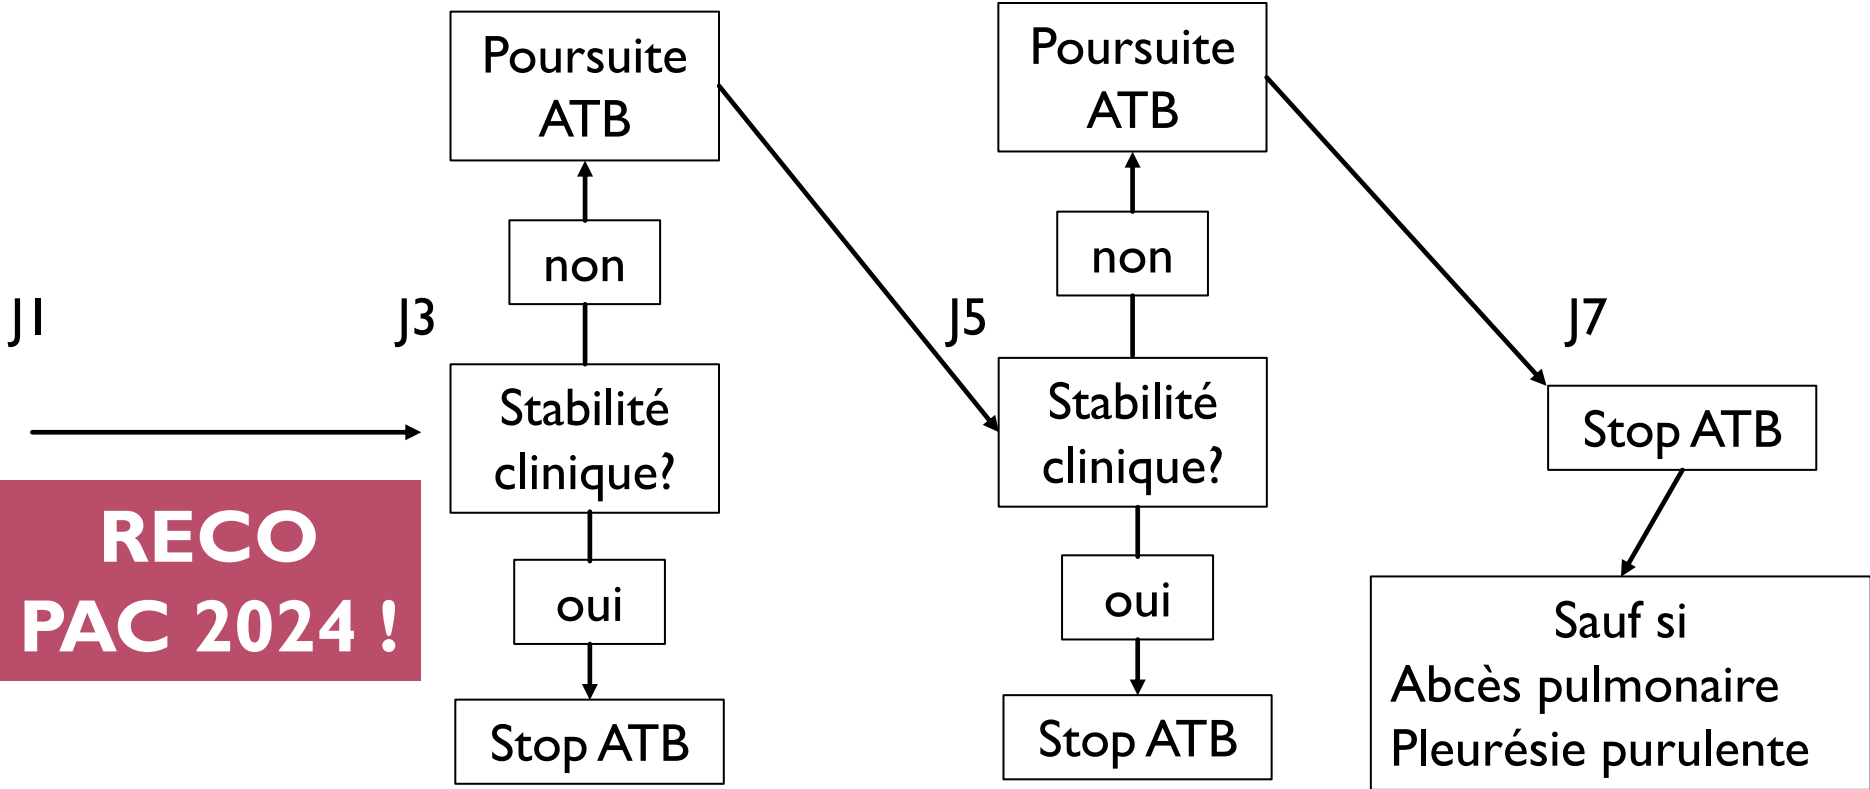 J1
RECO
PAC 2024 !
J3
Poursuite
ATB
non
Stabilité
clinique?
oui
Stop ATB
J5
Poursuite
ATB
non
Stabilité
clinique?
oui
Stop ATB
J7
Stop ATB
Sauf si
Abcès pulmonaire
Pleurésie purulente